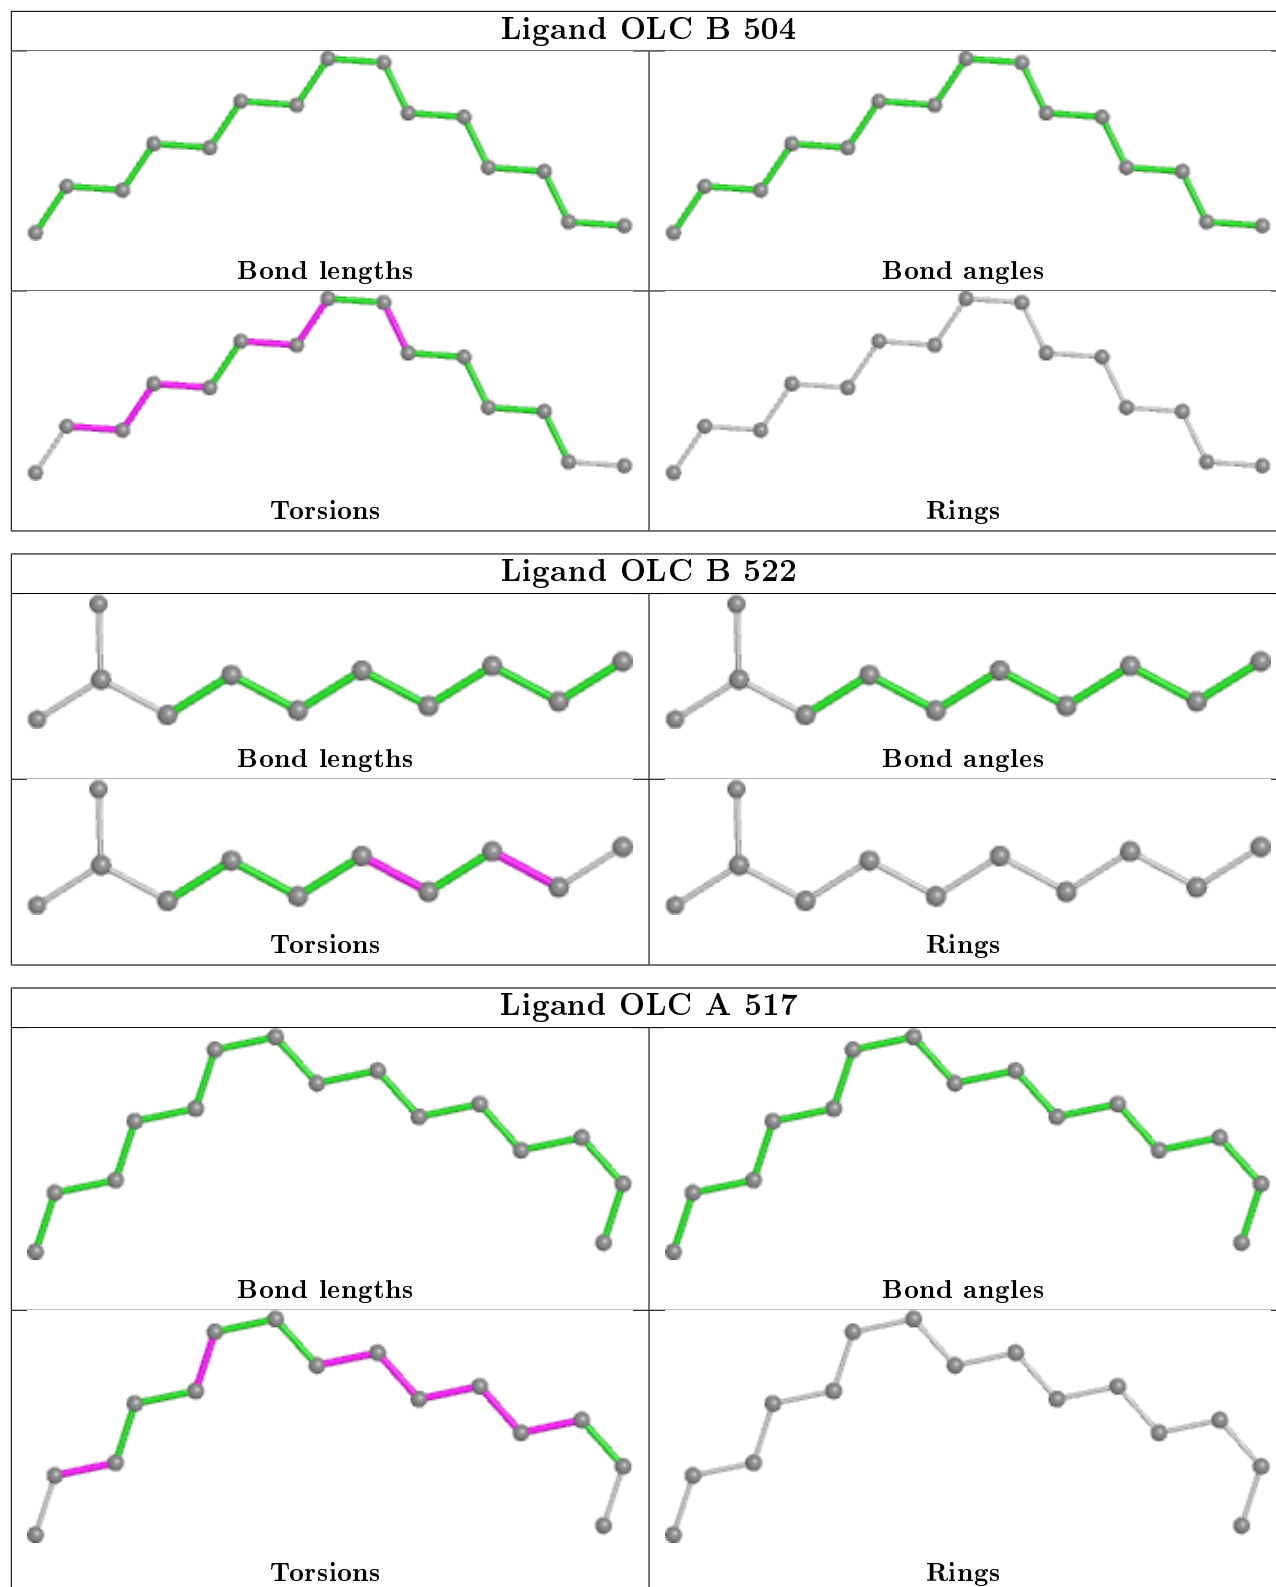 Ligand OLC B 504
Bond lengths
Bond angles
Torsions
Rings
Ligand OLC B 522
Bond lengths
Bond angles
Torsions
Rings
Ligand OLC A 517
Bond lengths
Bond angles
Torsions
Rings